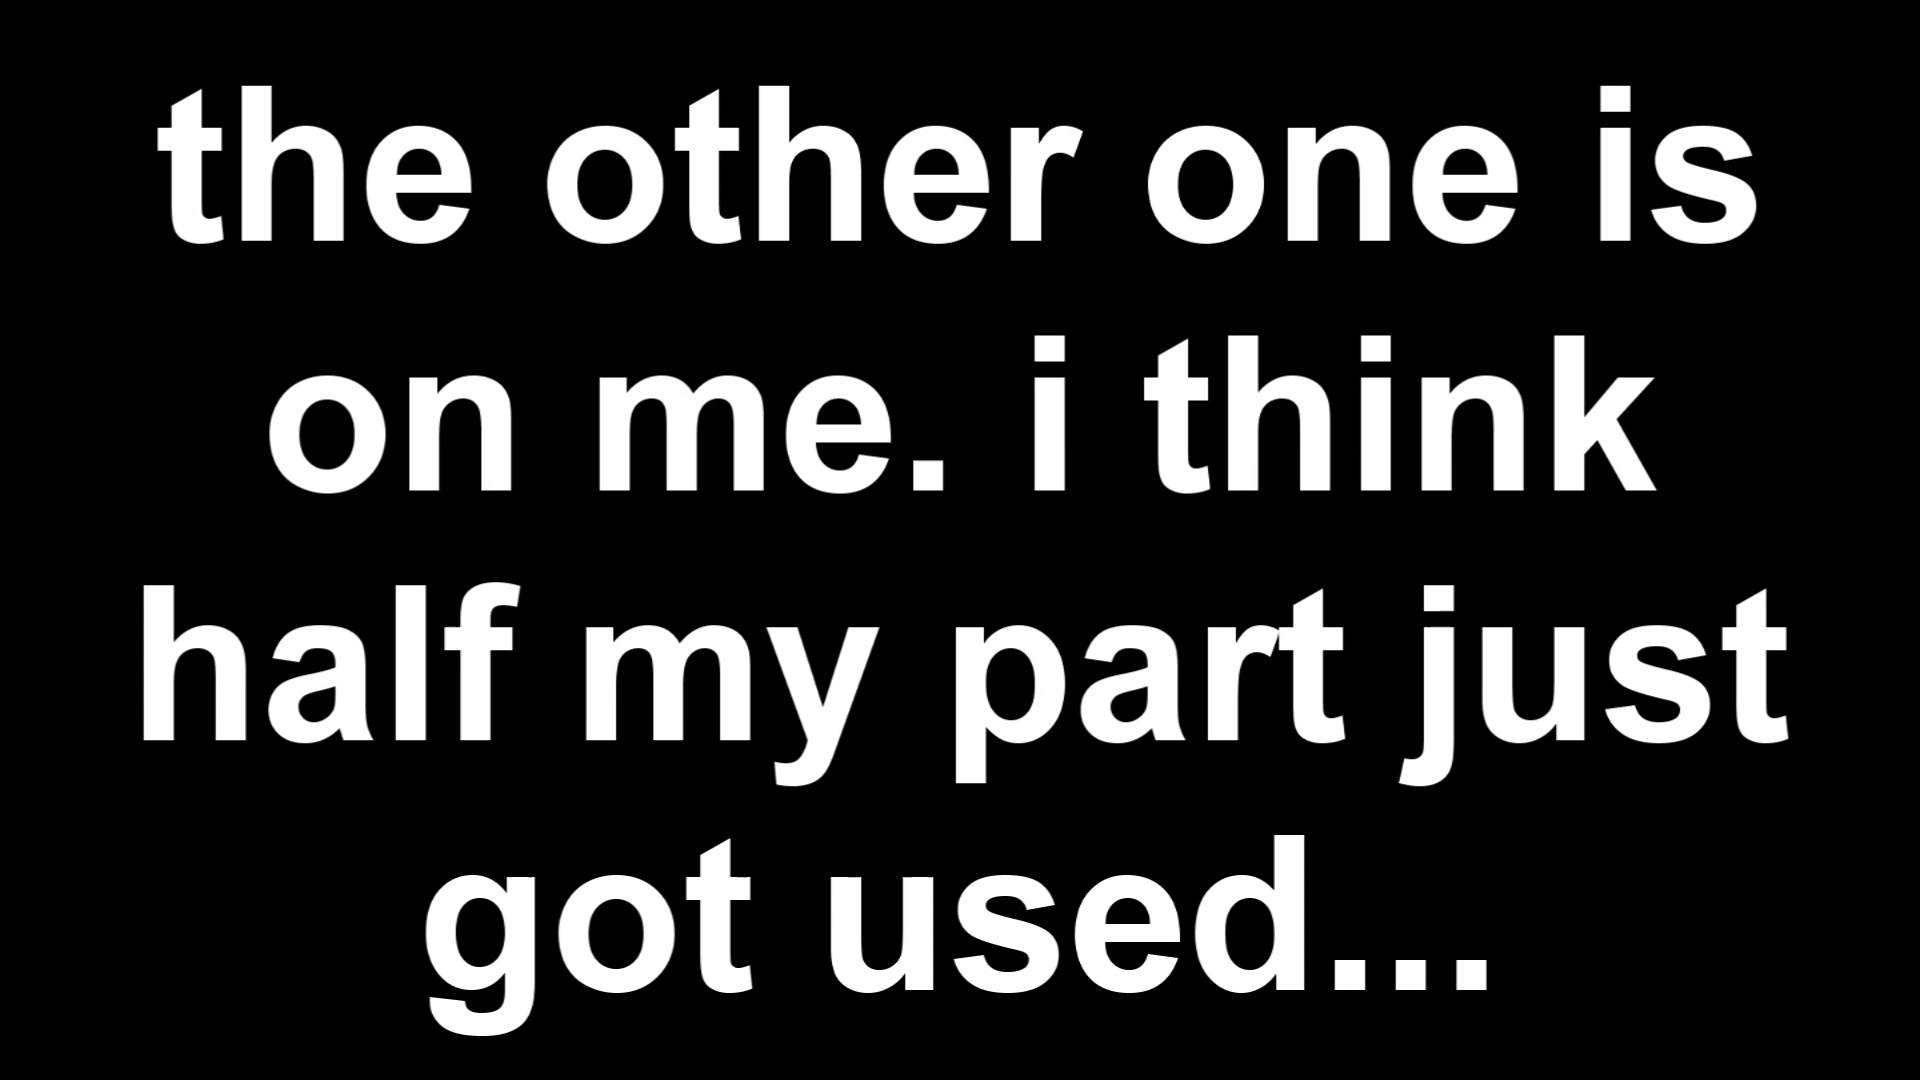 the other one is
on me. i think
half my part just
got used...